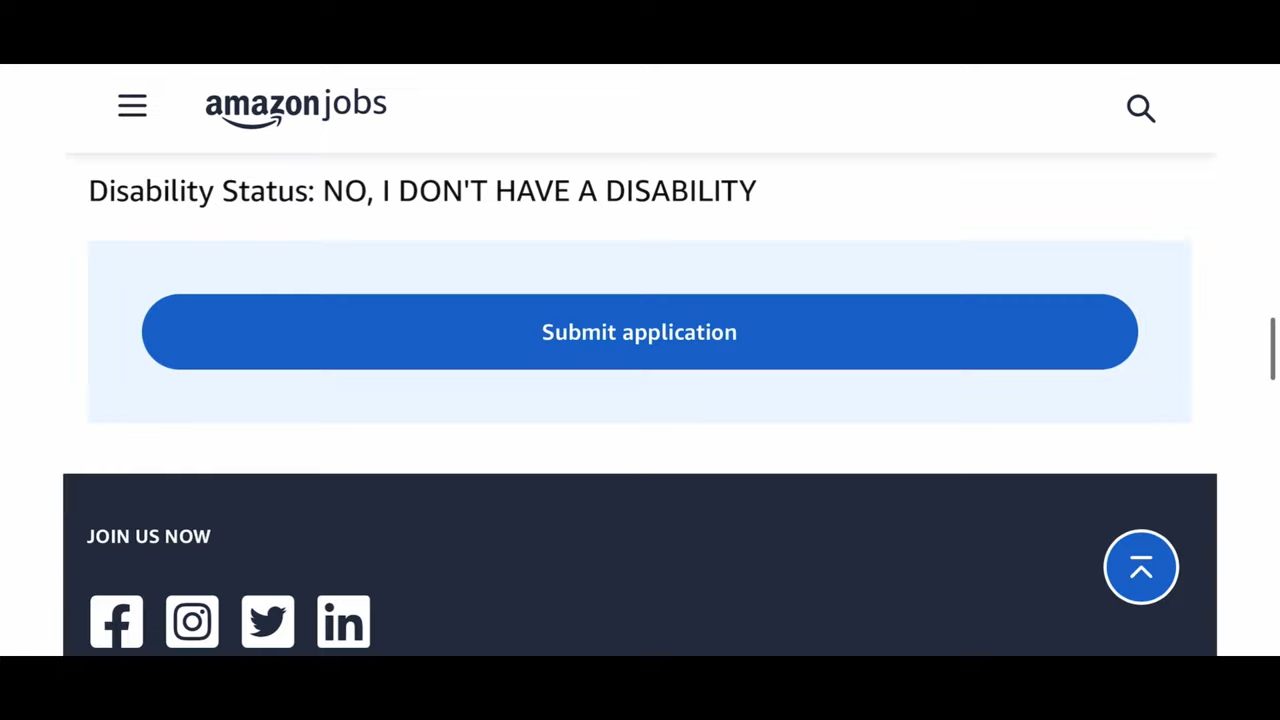 amazon jobs
Disability Status: NO, I DON'T HAVE A DISABILITY
Submit application
JOIN US NOW